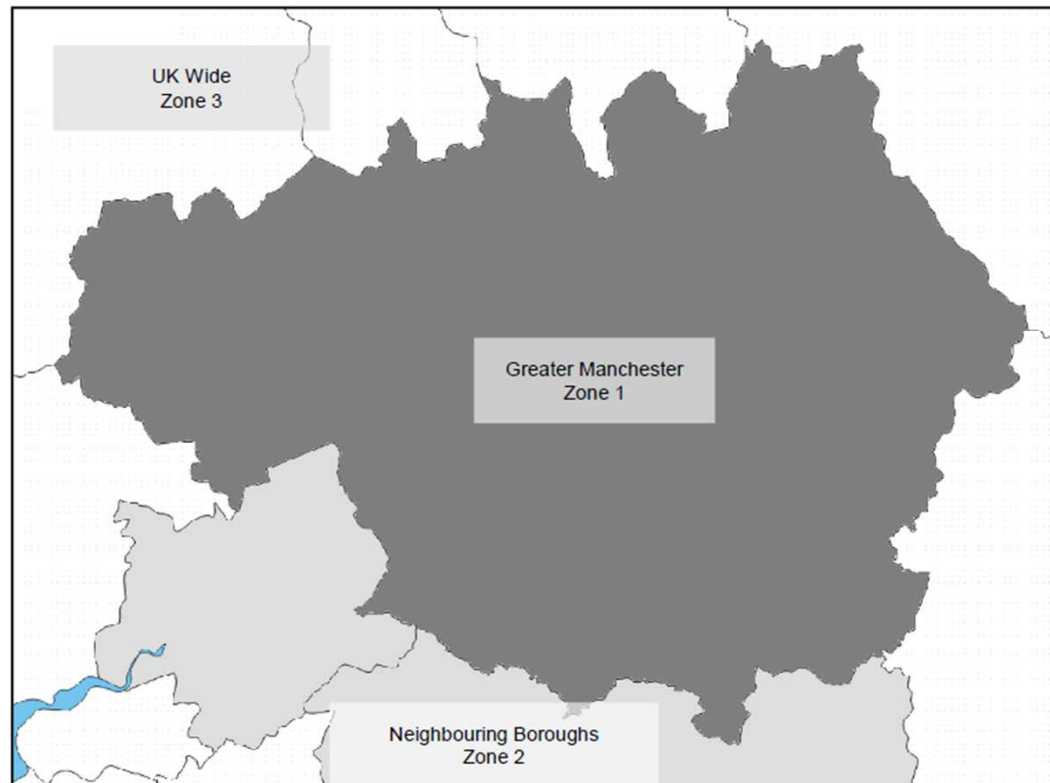 UK Wide
Zone 3
Greater Manchester
Zone 1
Neighbouring Boroughs
Zone 2